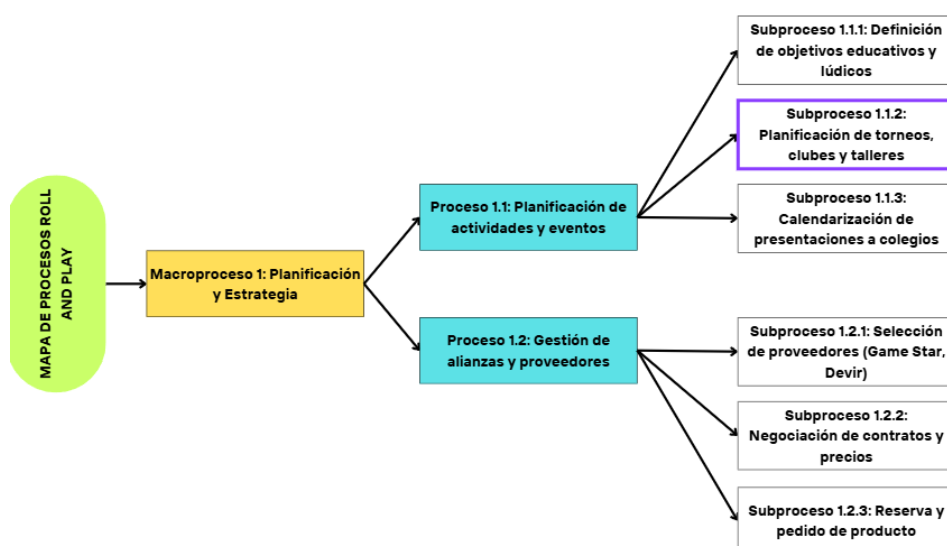 MAPA DE PROCESOS ROLL
AND PLAY
Macroproceso 1: Planificación
y Estrategia
Proceso 1.1: Planificación de
actividades y eventos
Subproceso 1.1.1: Definición
de objetivos educativos y
lúdicos
Subproceso 1.1.2:
Planificación de torneos,
clubes y talleres
Subproceso 1.1.3:
Calendarización de
presentaciones a colegios
Proceso 1.2: Gestión de
alianzas y proveedores
Subproceso 1.2.1: Selección
de proveedores (Game Star,
Devir)
Subproceso 1.2.2:
Negociación de contratos y
precios
Subproceso 1.2.3: Reserva y
pedido de producto